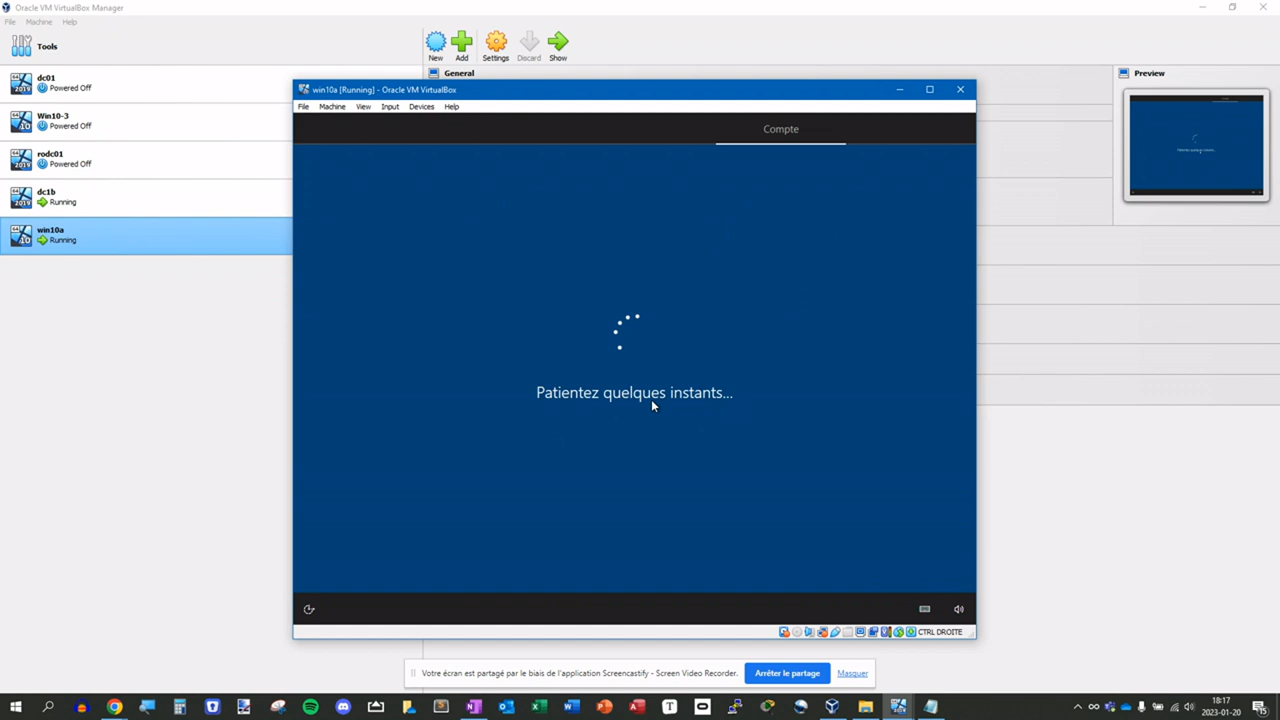 Oracle VM VirtualBox Manager
File Machine Help
Tools
New Add Settings Discard Show
dc01
Powered Off
Win10-3
Powered Off
rodc01
Powered Off
dc1b
Running
win10a
Running
General
Preview
win10a [Running] - Oracle VM VirtualBox
File Machine View Input Devices Help
Compte
Patientez quelques instants...
CTRL DROITE
Votre écran est partagé par le biais de l'application Screencastify - Screen Video Recorder.
Arrêter le partage
Masquer
18:17
2023-01-20